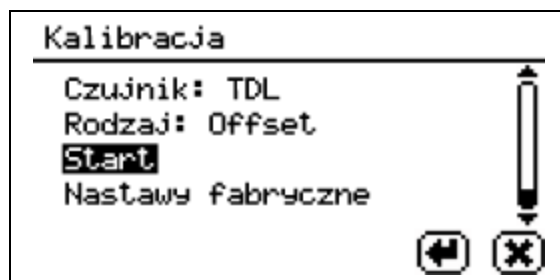 Kalibracja
Czujnik: TDL
Rodzaj: Offset
Start
Nastawy fabryczne